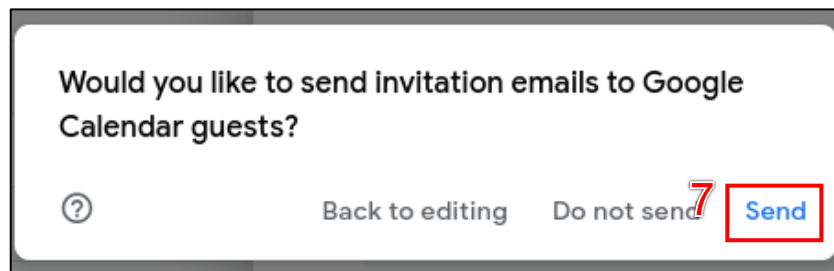 Would you like to send invitation emails to Google
Calendar guests?
? Back to editing Do not send 7 Send